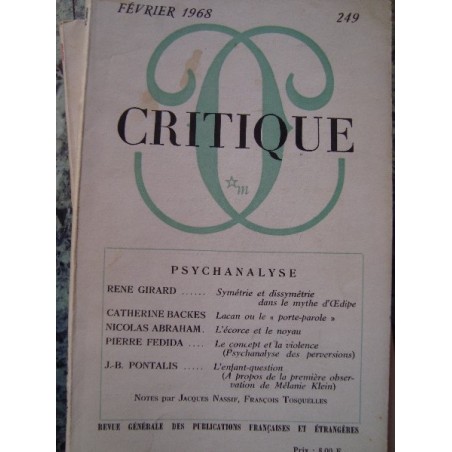 FÉVRIER 1968 249
CRITIQUE
☆m
PSYCHANALYSE
RENE GIRARD ...... Symétrie et dissymétrie
dans le mythe d'Œdipe
CATHERINE BACKES Lacan ou le « porte-parole »
NICOLAS ABRAHAM. L'écorce et le noyau
PIERRE FEDIDA .... Le concept et la violence
(Psychanalyse des perversions)
J.-B. PONTALIS ..... L'enfant-question
(A propos de la première obser-
vation de Mélanie Klein)
NOTES par JACQUES NASSIF, FRANÇOIS TOSQUELLES
REVUE GÉNÉRALE DES PUBLICATIONS FRANÇAISES ET ÉTRANGÈRES
Prix : 8,00 F